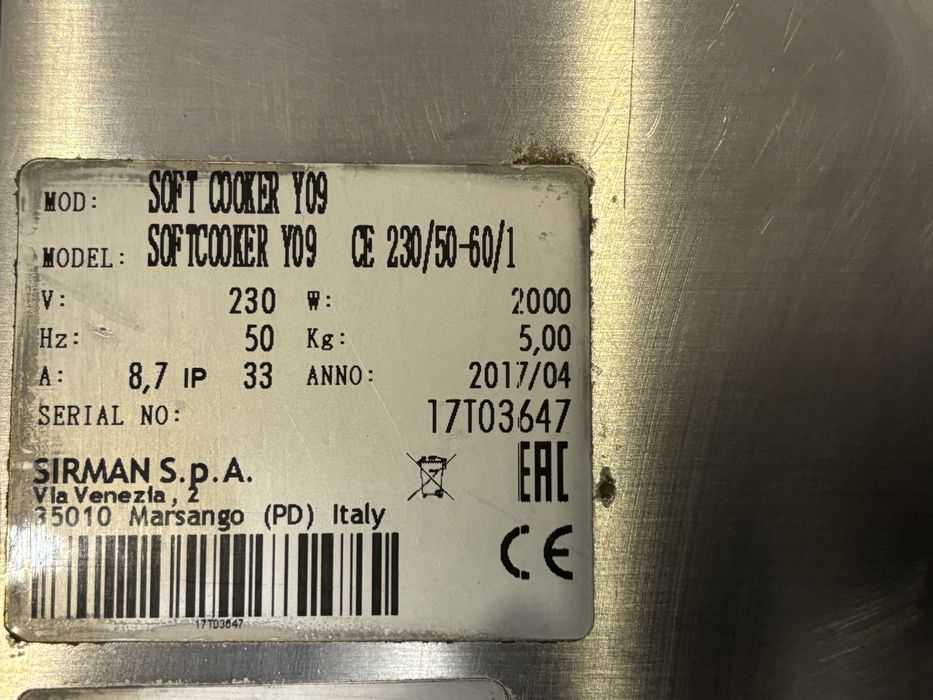 MOD: SOFT COOKER Y09
MODEL: SOFTCOOKER Y09 CE 230/50-60/1
V: 230 W: 2000
Hz: 50 Kg: 5,00
A: 8,7 IP 33 ANNO: 2017/04
SERIAL NO: 17T03647
SIRMAN S.p.A.
Via Venezia, 2
35010 Marsango (PD) Italy
EAC
CE
17T03647